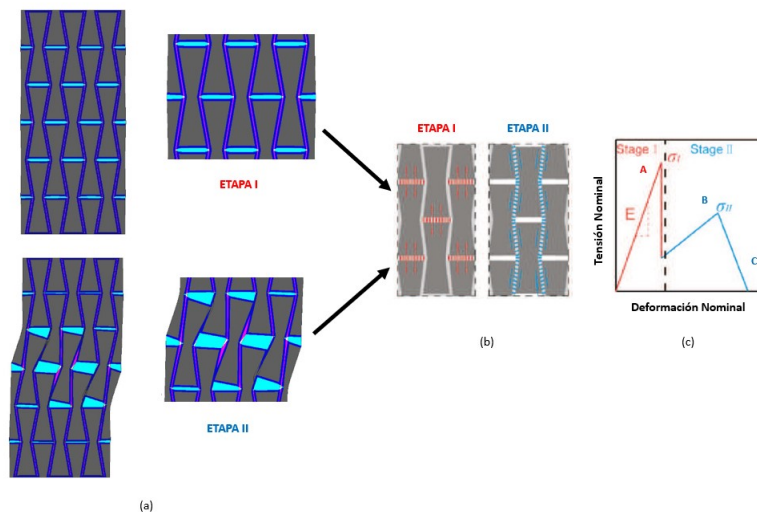 ETAPA I
ETAPA II
(a)
ETAPA I
ETAPA II
(b)
Stage I
Stage II
A
σI
E
B
σII
C
Tensión Nominal
Deformación Nominal
(c)